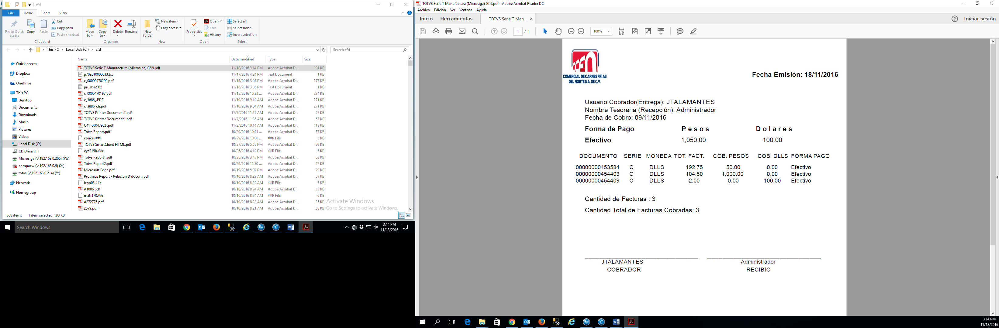 cfd
File Home Share View
Pin to Quick access
Copy
Paste
Cut
Copy path
Paste shortcut
Clipboard
Move to
Copy to
Delete
Rename
Organize
New folder
New item
Easy access
New
Properties
Open
Edit
History
Open
Select all
Select none
Invert selection
Select
This PC > Local Disk (C:) > cfd
Search cfd
Quick access
Dropbox
OneDrive
This PC
Desktop
Documents
Downloads
Music
Pictures
Videos
Local Disk (C:)
CD Drive (F:)
Microsiga (\\192.168.0.206) (W:)
compacw (\\192.168.0.9) (X:)
totvs (\\192.168.0.214) (Y:)
Network
Homegroup
Name Date modified Type Size
TOTVS Serie T Manufactura (Microsiga) 02.9.pdf 11/18/2016 3:14 PM Adobe Acrobat D... 191 KB
p702010000033.txt 11/17/2016 4:24 PM Text Document 1 KB
c_00000470200.pdf 11/16/2016 3:06 PM Adobe Acrobat D... 277 KB
prueba2.txt 11/16/2016 3:06 PM Text Document 1 KB
c_0000470197.pdf 11/15/2016 10:23 ... Adobe Acrobat D... 274 KB
c_3886_.PDF 11/10/2016 9:10 AM Adobe Acrobat D... 271 KB
c_3886_ch.pdf 11/10/2016 9:04 AM Adobe Acrobat D... 271 KB
TOTVS Printer Document2.pdf 11/7/2016 11:26 AM Adobe Acrobat D... 57 KB
TOTVS Printer Document1.pdf 11/7/2016 11:26 AM Adobe Acrobat D... 57 KB
C41_00047962 .pdf 11/2/2016 10:14 AM Adobe Acrobat D... 118 KB
Totvs Report.pdf 10/29/2016 10:01 ... Adobe Acrobat D... 57 KB
concaj.##r 10/29/2016 10:00 ... ##R File 5 KB
TOTVS SmartClient HTML.pdf 10/27/2016 5:56 PM Adobe Acrobat D... 99 KB
cyc315b.##r 10/26/2016 4:10 PM ##R File 5 KB
Totvs Report1.pdf 10/26/2016 3:45 PM Adobe Acrobat D... 63 KB
Totvs Report2.pdf 10/26/2016 11:20 ... Adobe Acrobat D... 67 KB
Microsoft Edge.pdf 10/19/2016 5:07 PM Adobe Acrobat D... 79 KB
Protheus Report - Relacion D docum.pdf 10/10/2016 8:29 AM Adobe Acrobat D... 57 KB
icon03.##r 10/10/2016 8:29 AM ##R File 5 KB
A1086.pdf 10/10/2016 8:24 AM Adobe Acrobat D... 35 KB
matr170.##r 10/10/2016 8:24 AM ##R File 6 KB
A272776.pdf 10/10/2016 8:23 AM Adobe Acrobat D... 35 KB
2579.pdf 10/10/2016 8:21 AM Adobe Acrobat D... 36 KB
Activate Windows
Go to Settings to activate Windows.
668 items 1 item selected 190 KB
Search Windows
3:14 PM
11/18/2016
TOTVS Serie T Manufactura (Microsiga) 02.9.pdf - Adobe Acrobat Reader DC
Archivo Edición Ver Ventana Ayuda
Inicio Herramientas TOTVS Serie T Man... × Iniciar sesión
1 / 1 100%
CCFN
COMERCIAL DE CARNES FRÍAS
DEL NORTE S.A. DE C.V.
Fecha Emisión: 18/11/2016
Usuario Cobrador(Entrega): JTALAMANTES
Nombre Tesoreria (Recepción): Administrador
Fecha de Cobro: 09/11/2016
Forma de Pago P e s o s D o l a r e s
Efectivo 1,050.00 100.00
DOCUMENTO SERIE MONEDA TOT. FACT. COB. PESOS COB. DLLS FORMA PAGO
00000000453584 C DLLS 192.75 50.00 0.00 Efectivo
00000000454403 C DLLS 104.50 1,000.00 0.00 Efectivo
00000000454409 C DLLS 2.00 0.00 100.00 Efectivo
Cantidad de Facturas : 3
Cantidad Total de Facturas Cobradas: 3
JTALAMANTES Administrador
COBRADOR RECIBIO
3:14 PM
11/18/2016